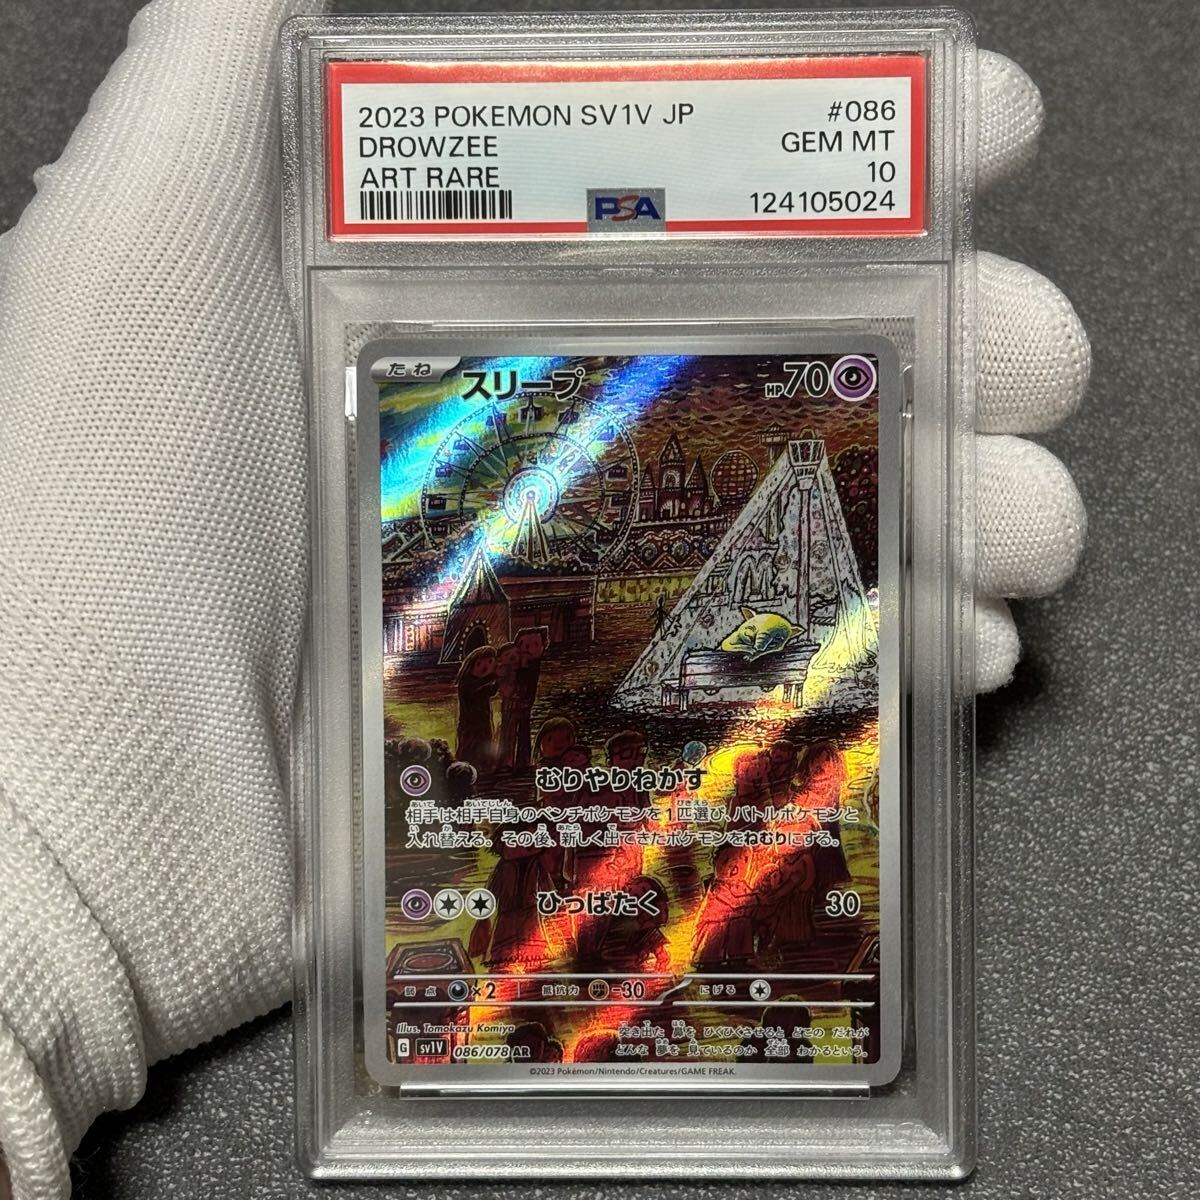 2023 POKEMON SV1V JP #086
DROWZEE GEM MT
ART RARE 10
PSA 124105024
たね スリープ HP70
むりやりねかす
相手は相手自身のベンチポケモンを1匹選び、バトルポケモンと
入れ替える。その後、新しく出てきたポケモンをねむりにする。
ひっぱたく 30
弱点 ×2 抵抗力 -30 にげる
Illus. Tomokazu Komiya
G sv1V 086/078 AR
突き出た 鼻を ひくひくさせると どこの だれが
どんな 夢を 見ているのか 全部 わかるという。
©2023 Pokémon/Nintendo/Creatures/GAME FREAK.